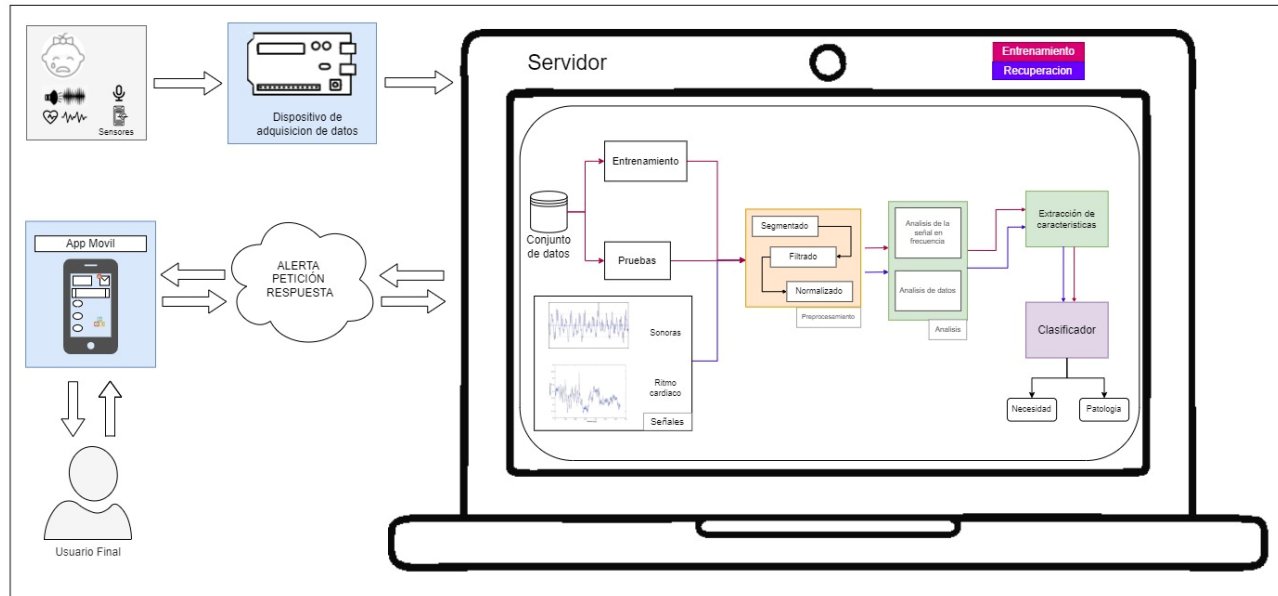 Sensores
Dispositivo de
adquisicion de datos
Servidor
Entrenamiento
Recuperacion
Entrenamiento
Conjunto
de datos
Pruebas
Sonoras
Ritmo
cardiaco
Señales
Segmentado
Filtrado
Normalizado
Preprocesamiento
Analisis de la
señal en
frecuencia
Analisis de datos
Analisis
Extracción de
caracteristicas
Clasificador
Necesidad
Patologia
App Movil
ALERTA
PETICIÓN
RESPUESTA
Usuario Final